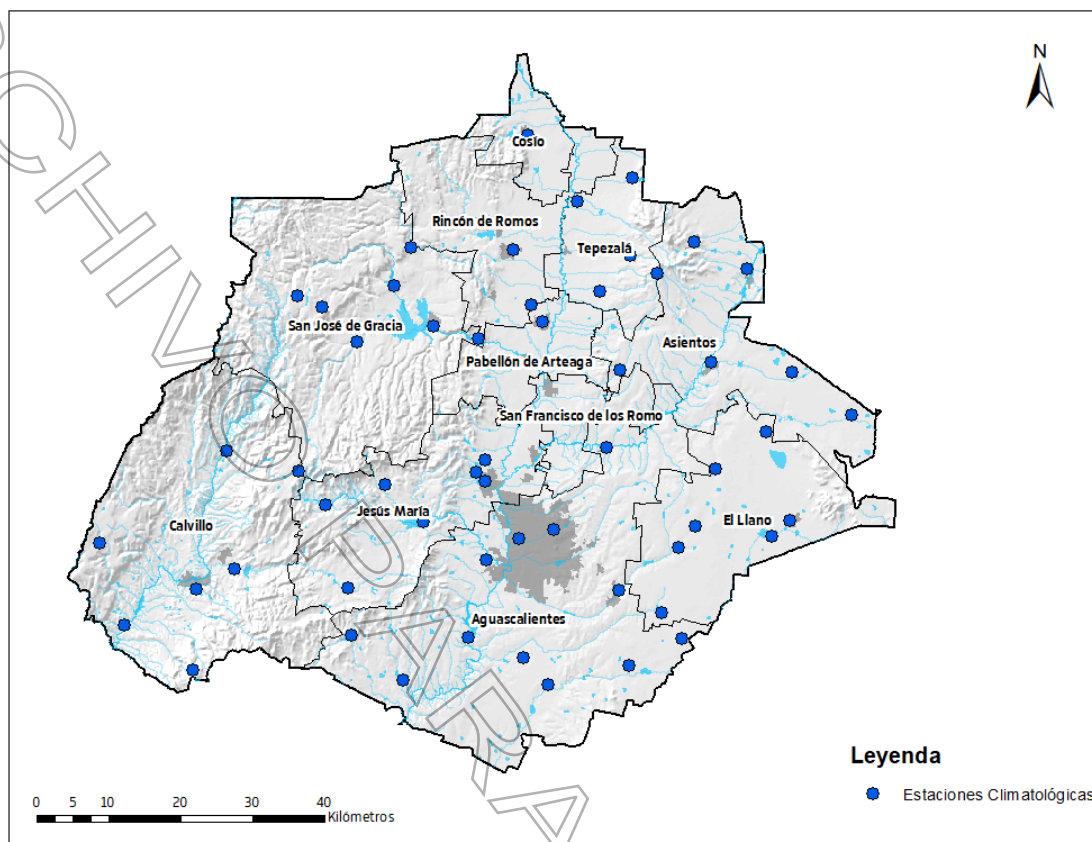 N
Cosío
Rincón de Romos
Tepezalá
San José de Gracia
Asientos
Pabellón de Arteaga
San Francisco de los Romo
Jesús María
El Llano
Calvillo
Aguascalientes
Leyenda
Estaciones Climatológicas
0 5 10 20 30 40
Kilómetros
CHIVO PARA